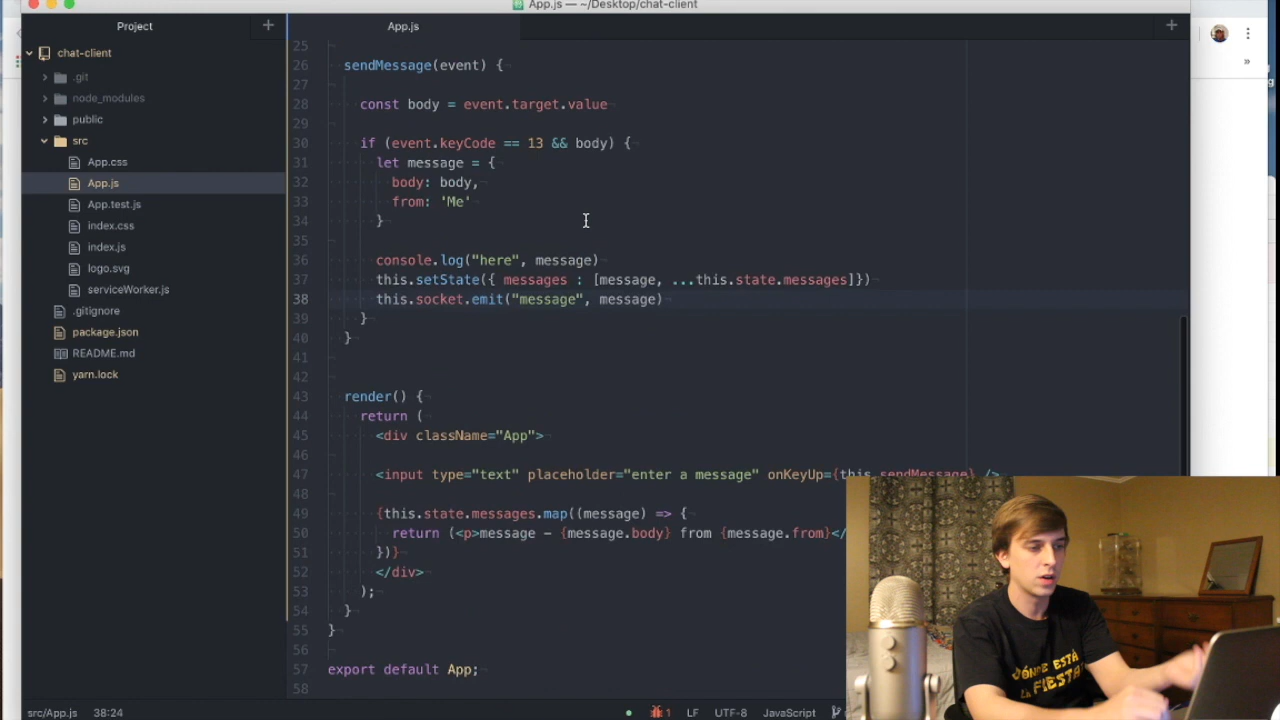 App.js — ~/Desktop/chat-client
Project
App.js
chat-client
.git
node_modules
public
src
App.css
App.js
App.test.js
index.css
index.js
logo.svg
serviceWorker.js
.gitignore
package.json
README.md
yarn.lock
25
26 sendMessage(event) {
27
28 const body = event.target.value
29
30 if (event.keyCode == 13 && body) {
31 let message = {
32 body: body,
33 from: 'Me'
34 }
35
36 console.log("here", message)
37 this.setState({ messages : [message, ...this.state.messages]})
38 this.socket.emit("message", message)
39 }
40 }
41
42
43 render() {
44 return (
45 <div className="App">
46
47 <input type="text" placeholder="enter a message" onKeyUp={this.sendMessage} />
48
49 {this.state.messages.map((message) => {
50 return (<p>message - {message.body} from {message.from}</
51 })}
52 </div>
53 );
54 }
55 }
56
57 export default App;
58
src/App.js 38:24
1 LF UTF-8 JavaScript
¿DÓNDE ESTÁ
LA FIESTA?